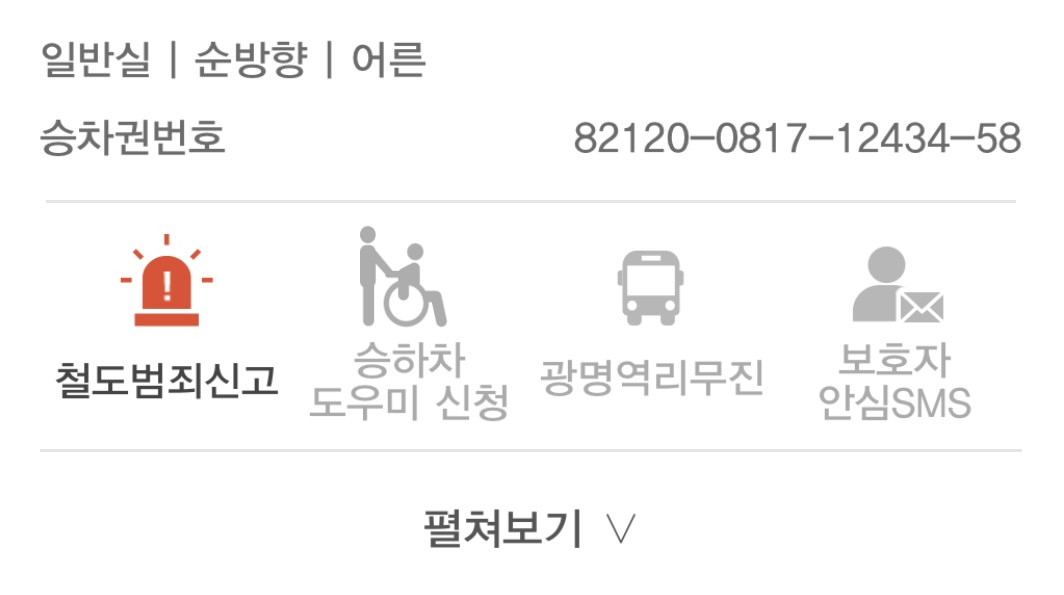 일반실 | 순방향 | 어른
승차권번호 82120-0817-12434-58
철도범죄신고
승하차
도우미 신청
광명역리무진
보호자
안심SMS
펼쳐보기 ∨